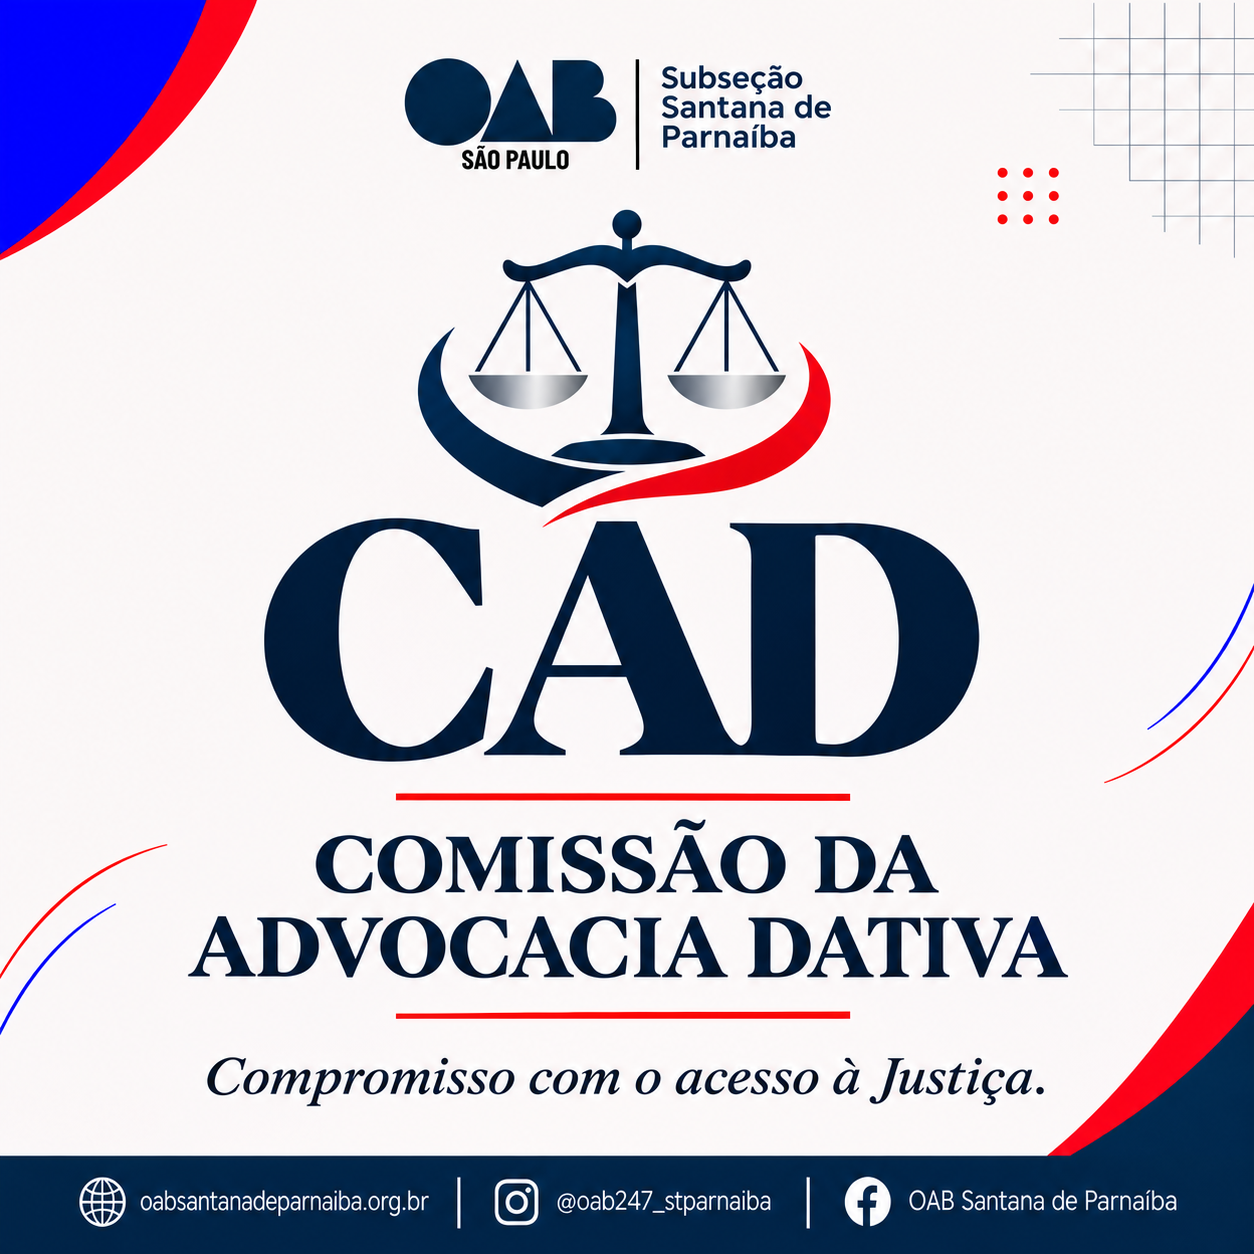 OAB
SÃO PAULO
Subseção
Santana de
Parnaíba
CAD
COMISSÃO DA
ADVOCACIA DATIVA
Compromisso com o acesso à Justiça.
oabsantanadeparnaiba.org.br
@oab247_stparnaiba
OAB Santana de Parnaíba